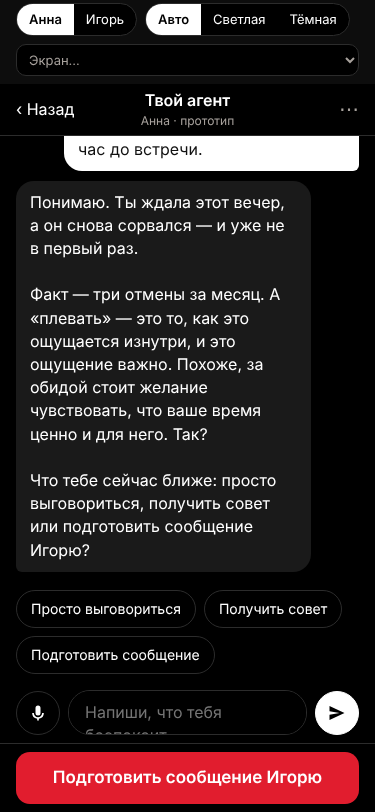 Анна Игорь Авто Светлая Тёмная
Экран...
‹ Назад
Твой агент
Анна · прототип
...
час до встречи.
Понимаю. Ты ждала этот вечер,
а он снова сорвался — и уже не
в первый раз.
Факт — три отмены за месяц. А
«плевать» — это то, как это
ощущается изнутри, и это
ощущение важно. Похоже, за
обидой стоит желание
чувствовать, что ваше время
ценно и для него. Так?
Что тебе сейчас ближе: просто
выговориться, получить совет
или подготовить сообщение
Игорю?
Просто выговориться
Получить совет
Подготовить сообщение
Напиши, что тебя
беспокоит
Подготовить сообщение Игорю